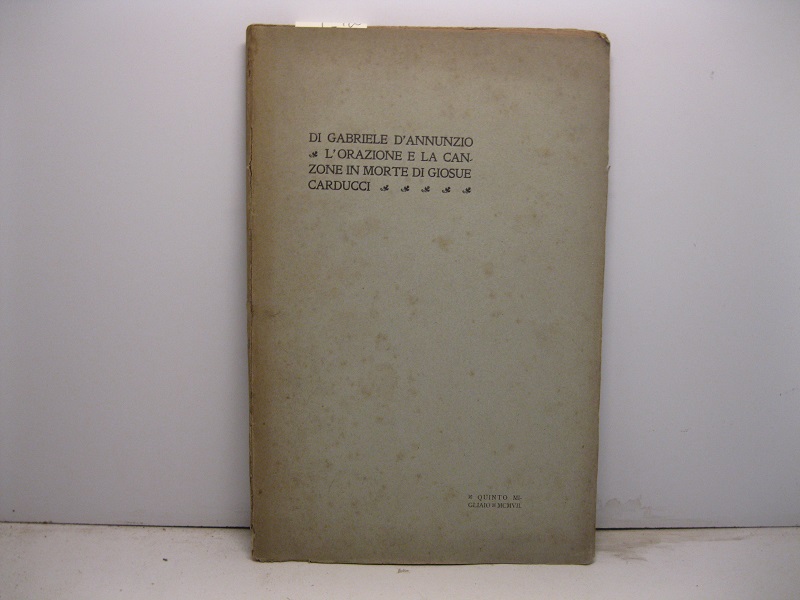 DI GABRIELE D'ANNUNZIO
❧ L'ORAZIONE E LA CAN-
ZONE IN MORTE DI GIOSUE
CARDUCCI ❧ ❧ ❧ ❧ ❧
QUINTO MI-
GLIAIO MCMVII.